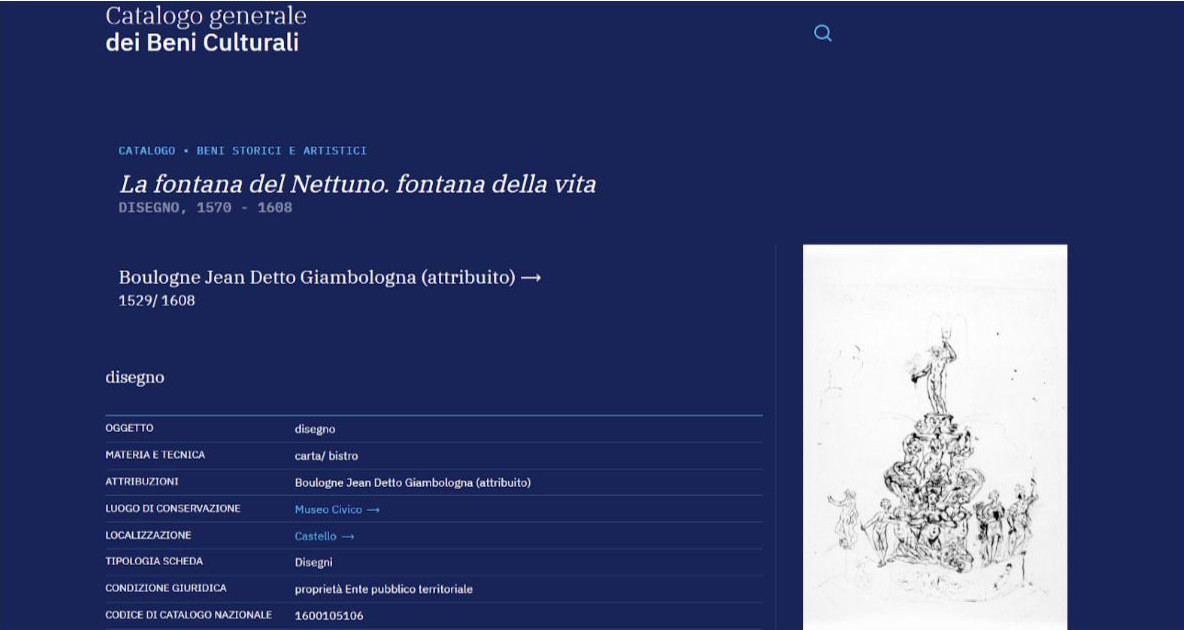 Catalogo generale
dei Beni Culturali
CATALOGO • BENI STORICI E ARTISTICI
La fontana del Nettuno. fontana della vita
DISEGNO, 1570 - 1608
Boulogne Jean Detto Giambologna (attribuito) →
1529/ 1608
disegno
OGGETTO disegno
MATERIA E TECNICA carta/ bistro
ATTRIBUZIONI Boulogne Jean Detto Giambologna (attribuito)
LUOGO DI CONSERVAZIONE Museo Civico →
LOCALIZZAZIONE Castello →
TIPOLOGIA SCHEDA Disegni
CONDIZIONE GIURIDICA proprietà Ente pubblico territoriale
CODICE DI CATALOGO NAZIONALE 1600105106